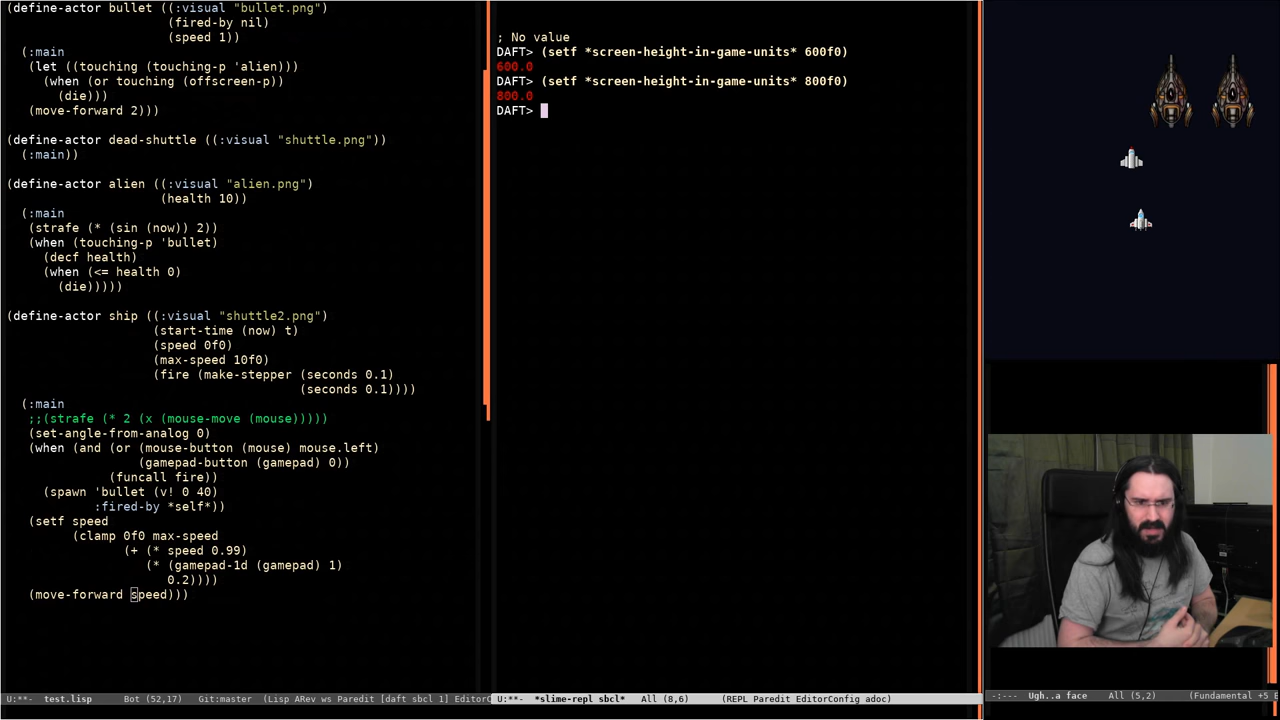 (define-actor bullet ((:visual "bullet.png")
(fired-by nil)
(speed 1))
(:main
(let ((touching (touching-p 'alien)))
(when (or touching (offscreen-p))
(die)))
(move-forward 2)))
(define-actor dead-shuttle ((:visual "shuttle.png"))
(:main))
(define-actor alien ((:visual "alien.png")
(health 10))
(:main
(strafe (* (sin (now)) 2))
(when (touching-p 'bullet)
(decf health)
(when (<= health 0)
(die)))))
(define-actor ship ((:visual "shuttle2.png")
(start-time (now) t)
(speed 0f0)
(max-speed 10f0)
(fire (make-stepper (seconds 0.1)
(seconds 0.1))))
(:main
;;(strafe (* 2 (x (mouse-move (mouse)))))
(set-angle-from-analog 0)
(when (and (or (mouse-button (mouse) mouse.left)
(gamepad-button (gamepad) 0))
(funcall fire))
(spawn 'bullet (v! 0 40)
:fired-by *self*))
(setf speed
(clamp 0f0 max-speed
(+ (* speed 0.99)
(* (gamepad-1d (gamepad) 1)
0.2))))
(move-forward speed)))
U:**- test.lisp Bot (52,17) Git:master (Lisp ARev ws Paredit [daft sbcl 1] EditorC
; No value
DAFT> (setf *screen-height-in-game-units* 600f0)
600.0
DAFT> (setf *screen-height-in-game-units* 800f0)
800.0
DAFT>
U:**- *slime-repl sbcl* All (8,6) (REPL Paredit EditorConfig adoc)
-:--- Ugh..a face All (5,2) (Fundamental +5 E